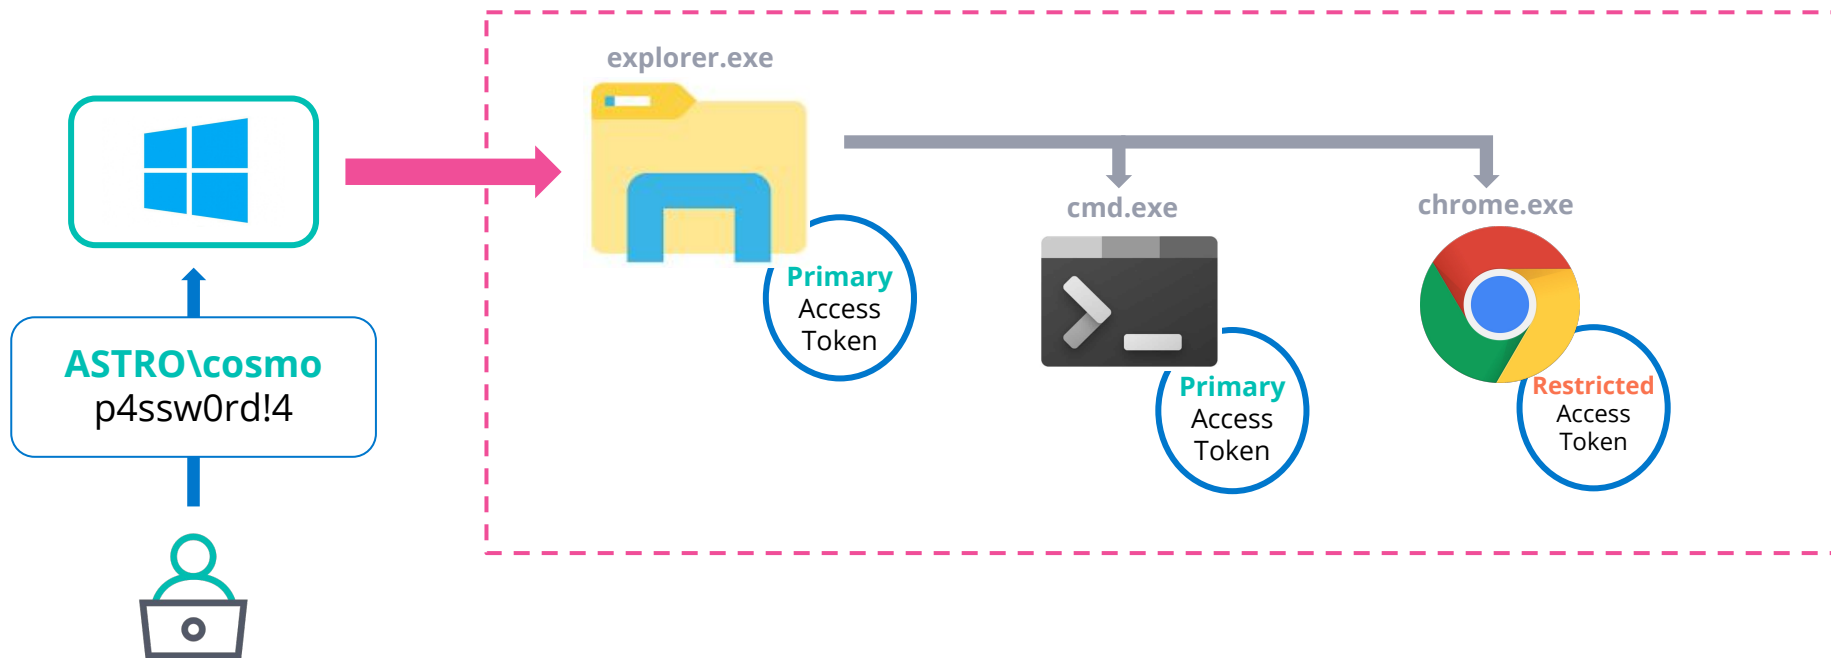 explorer.exe
cmd.exe
chrome.exe
Primary
Access
Token
Primary
Access
Token
Restricted
Access
Token
ASTRO\cosmo
p4ssw0rd!4